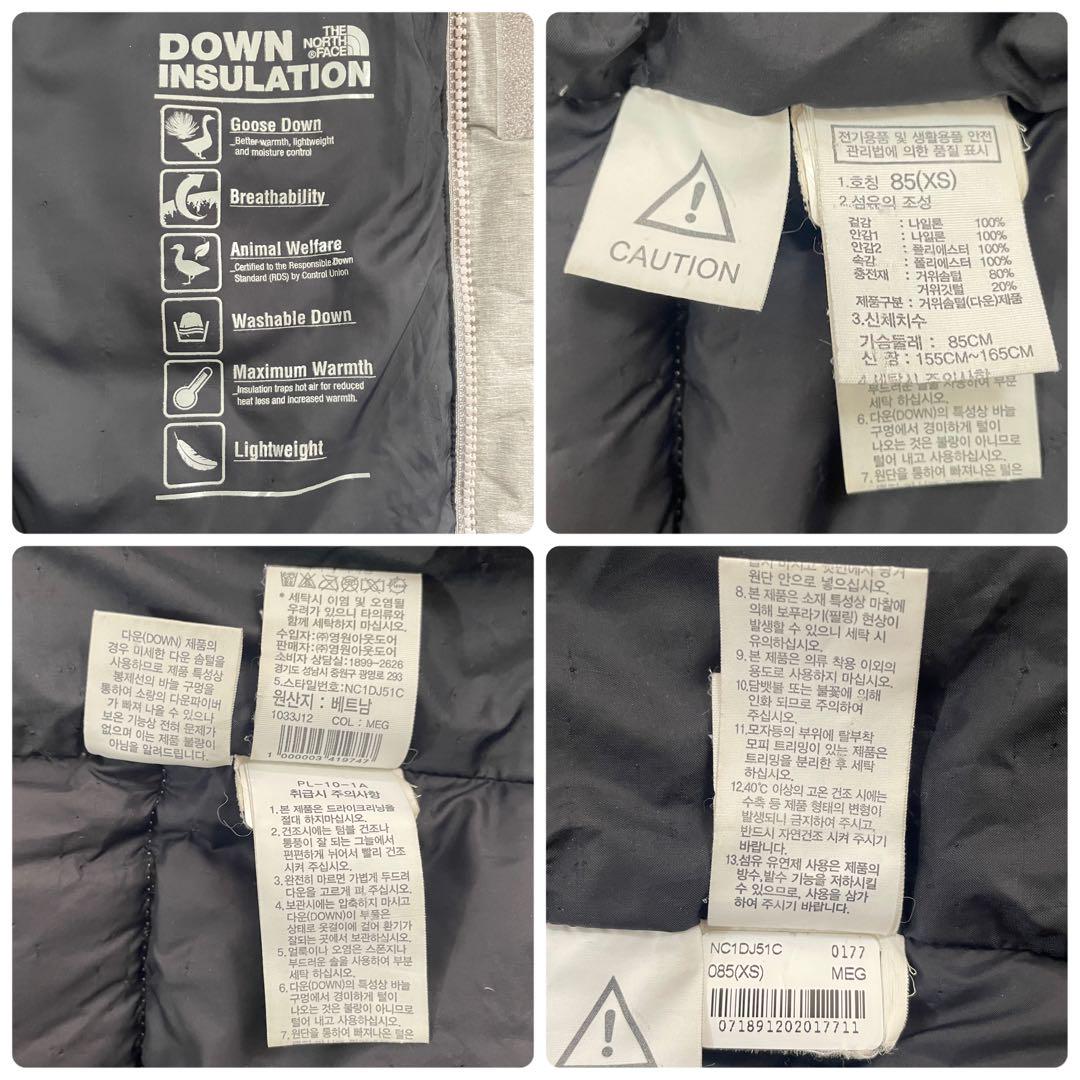 DOWN
INSULATION
THE
NORTH
FACE
Goose Down
Better warmth, lightweight
and moisture control
Breathability
Animal Welfare
Certified to the Responsible Down
Standard (RDS) by Control Union
Washable Down
Maximum Warmth
Insulation traps hot air for reduced
heat loss and increased warmth.
Lightweight
CAUTION
전기용품 및 생활용품 안전
관리법에 의한 품질 표시
1.호칭 85(XS)
2.섬유의 조성
겉감 : 나일론 100%
안감1 : 나일론 100%
안감2 : 폴리에스터 100%
속감 : 폴리에스터 100%
충전재 : 거위솜털 80%
거위깃털 20%
제품구분 : 거위솜털(다운)제품
3.신체치수
가슴둘레 : 85CM
신 장 : 155CM~165CM
4.세탁시 주의사항
부드러운 솔을 사용하여 부분
세탁 하십시오.
6.다운(DOWN)의 특성상 바늘
구멍에서 경미하게 털이
나오는 것은 불량이 아니므로
털어 내고 사용하십시오.
7.원단을 통하여 빠져나온 털은
다운(DOWN) 제품의
경우 미세한 다운 솜털을
사용하므로 제품 특성상
봉제선의 바늘 구멍을
통하여 소량의 다운파이버
가 빠져 나올 수 있으나
보온 기능상 전혀 문제가
없으며 이는 제품 불량이
아님을 알려드립니다.
* 세탁시 이염 및 오염될
우려가 있으니 타의류와
함께 세탁하지 마십시오.
수입자:㈜영원아웃도어
판매자:㈜영원아웃도어
소비자 상담실:1899-2626
경기도 성남시 중원구 광명로 293
5.스타일번호:NC1DJ51C
원산지 : 베트남
1033J12 COL : MEG
1 000003 419747
PL-10-1A
취급시 주의사항
1.본 제품은 드라이크리닝을
절대 하지마십시오.
2.건조시에는 텀블 건조나
통풍이 잘 되는 그늘에서
편편하게 뉘어서 빨리 건조
시켜 주십시오.
3.완전히 마르면 가볍게 두드려
다운을 고르게 펴 주십시오.
4.보관시에는 압축하지 마시고
다운(DOWN)이 부풀은
상태로 옷걸이에 걸어 환기가
잘되는 곳에서 보관하십시오.
5.얼룩이나 오염은 스폰지나
부드러운 솔을 사용하여 부분
세탁 하십시오.
6.다운(DOWN)의 특성상 바늘
구멍에서 경미하게 털이
나오는 것은 불량이 아니므로
털어 내고 사용하십시오.
7.원단을 통하여 빠져나온 털은
원단 안으로 넣으십시오.
8.본 제품은 소재 특성상 마찰에
의해 보푸라기(필링) 현상이
발생할 수 있으니 세탁 시
유의하십시오.
9.본 제품은 의류 착용 이외의
용도로 사용하지 마십시오.
10.담뱃불 또는 불꽃에 의해
인화 되므로 주의하여
주십시오.
11.모자등의 부위에 탈부착
모피 트리밍이 있는 제품은
트리밍을 분리한 후 세탁
하십시오.
12.40℃ 이상의 고온 건조 시에는
수축 등 제품 형태의 변형이
발생되니 금지하여 주시고,
반드시 자연건조 시켜 주시기
바랍니다.
13.섬유 유연제 사용은 제품의
방수,발수 기능을 저하시킬
수 있으므로, 사용을 삼가
하여 주시기 바랍니다.
NC1DJ51C 0177
085(XS) MEG
071891202017711